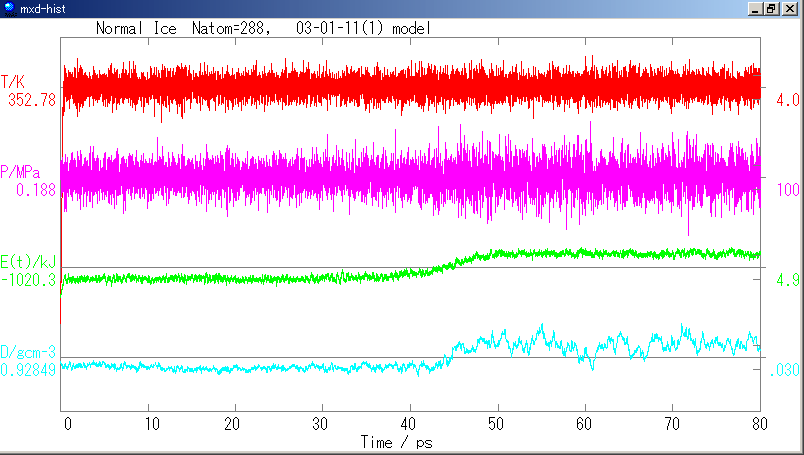 mxd-hist
Normal Ice Natom=288, 03-01-11(1) model
T/K
352.78 4.0
P/MPa
0.188 100
E(t)/kJ
-1020.3 4.9
D/gcm-3
0.92849 .030
0 10 20 30 40 50 60 70 80
Time / ps